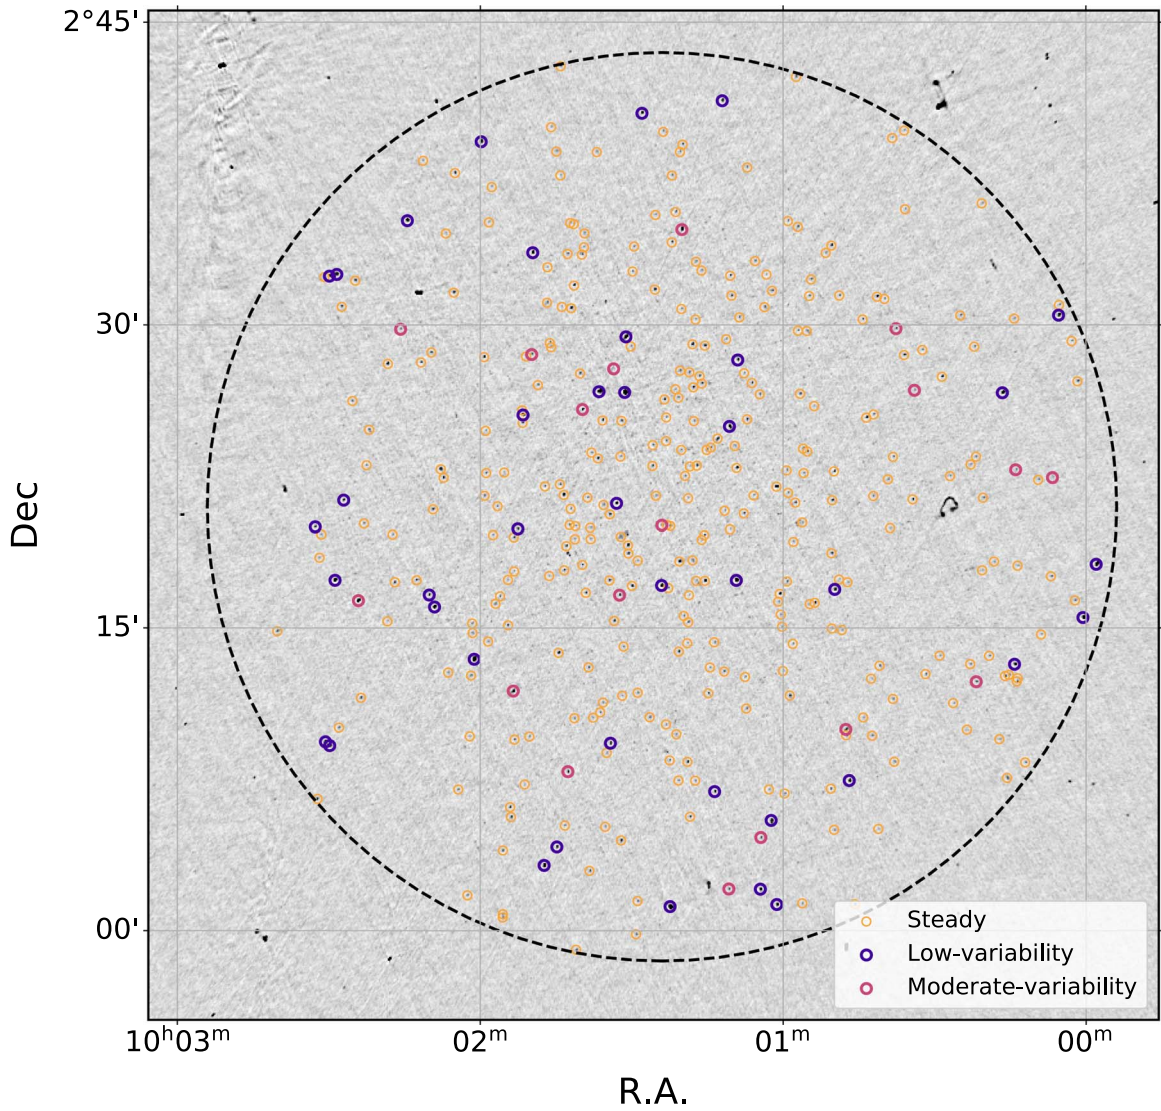 2°45'
30'
15'
00'
Dec
Steady
Low-variability
Moderate-variability
10ʰ03ᵐ 02ᵐ 01ᵐ 00ᵐ
R.A.